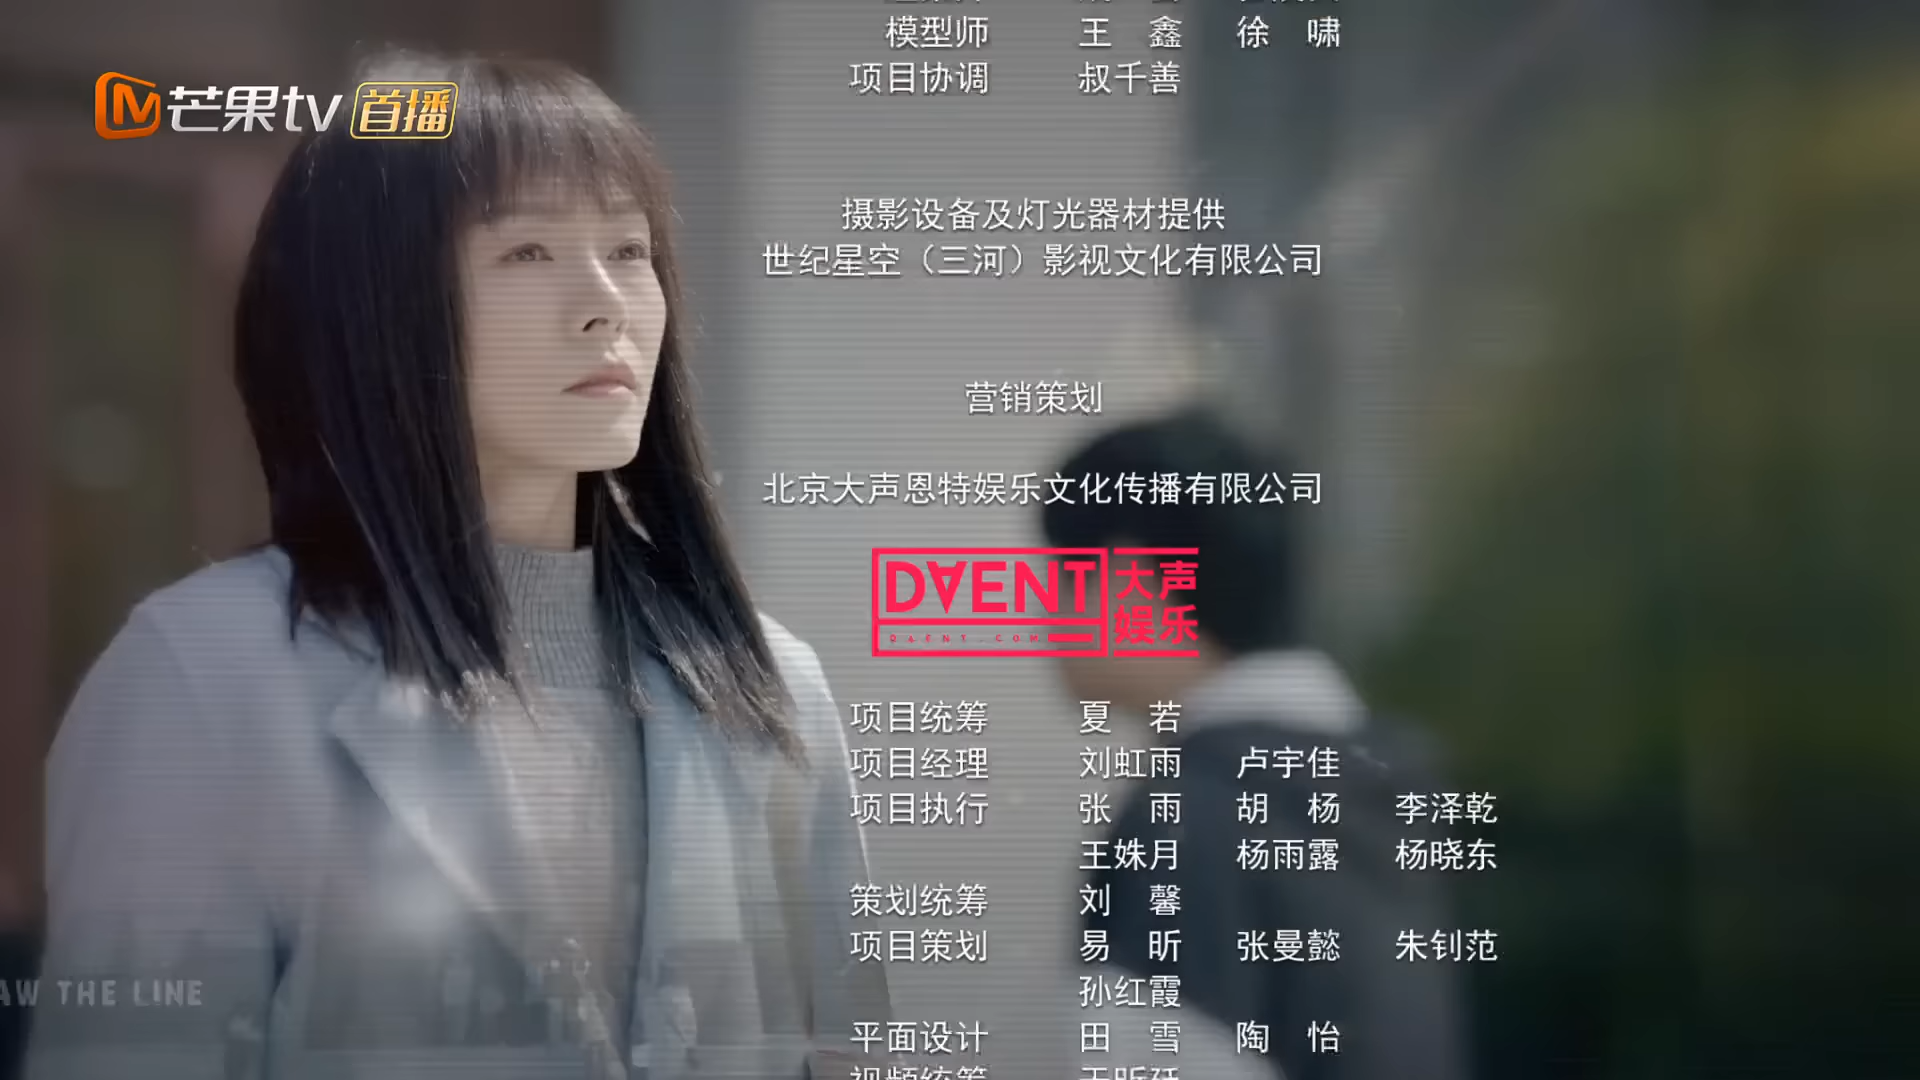 模型师 王 鑫 徐 啸
项目协调 叔千善
芒果tv 首播
摄影设备及灯光器材提供
世纪星空（三河）影视文化有限公司
营销策划
北京大声恩特娱乐文化传播有限公司
DAENT 大声
DAENT.COM 娱乐
项目统筹 夏 若
项目经理 刘虹雨 卢宇佳
项目执行 张 雨 胡 杨 李泽乾
王姝月 杨雨露 杨晓东
策划统筹 刘 馨
项目策划 易 昕 张曼懿 朱钊范
孙红霞
AW THE LINE
平面设计 田 雪 陶 怡
视频统筹